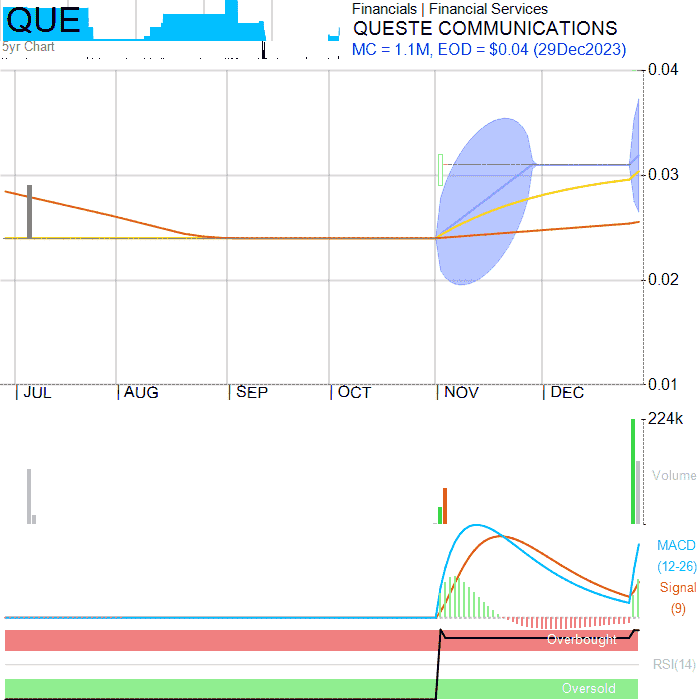 QUE
Financials | Financial Services
QUESTE COMMUNICATIONS
5yr Chart
MC = 1.1M, EOD = $0.04 (29Dec2023)
0.04
0.03
0.02
0.01
| JUL | AUG | SEP | OCT | NOV | DEC
224k
Volume
MACD
(12-26)
Signal
(9)
Overbought
RSI(14)
Oversold